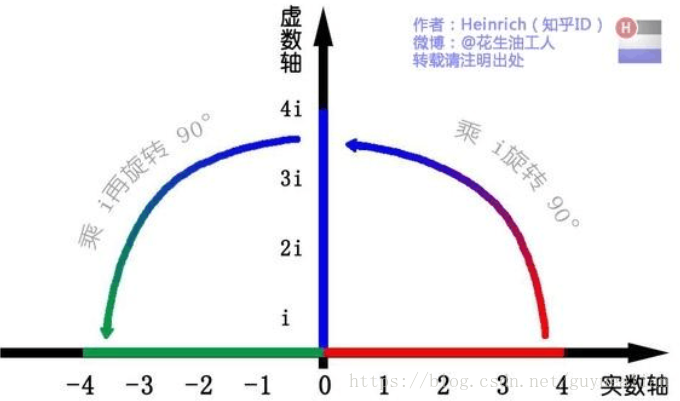 虚数轴
作者：Heinrich（知乎ID）
微博：@花生油工人
转载请注明出处
H
4i
3i
2i
i
乘 i再旋转 90°
乘 i旋转 90°
-4 -3 -2 -1 0 1 2 3 4 实数轴